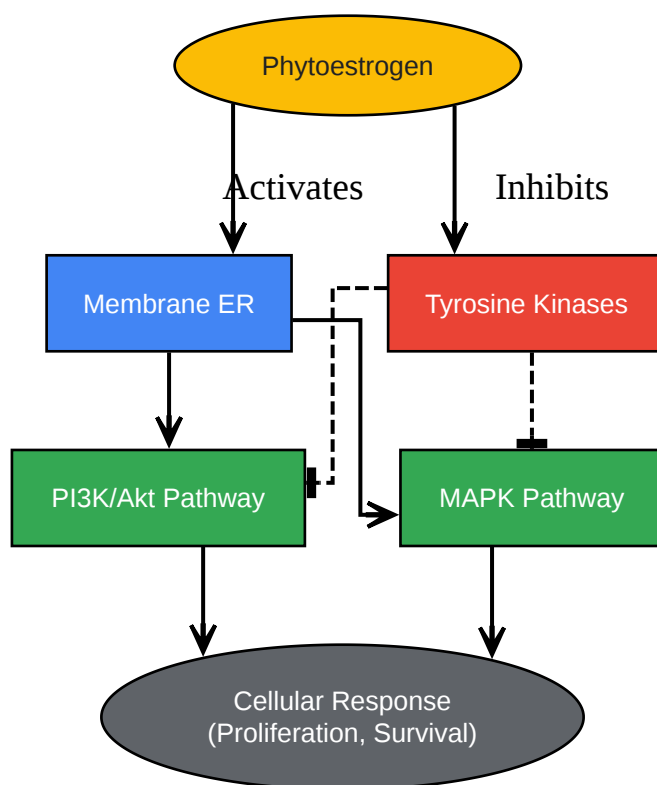 Phytoestrogen
Activates
Inhibits
Membrane ER
Tyrosine Kinases
PI3K/Akt Pathway
MAPK Pathway
Cellular Response
(Proliferation, Survival)